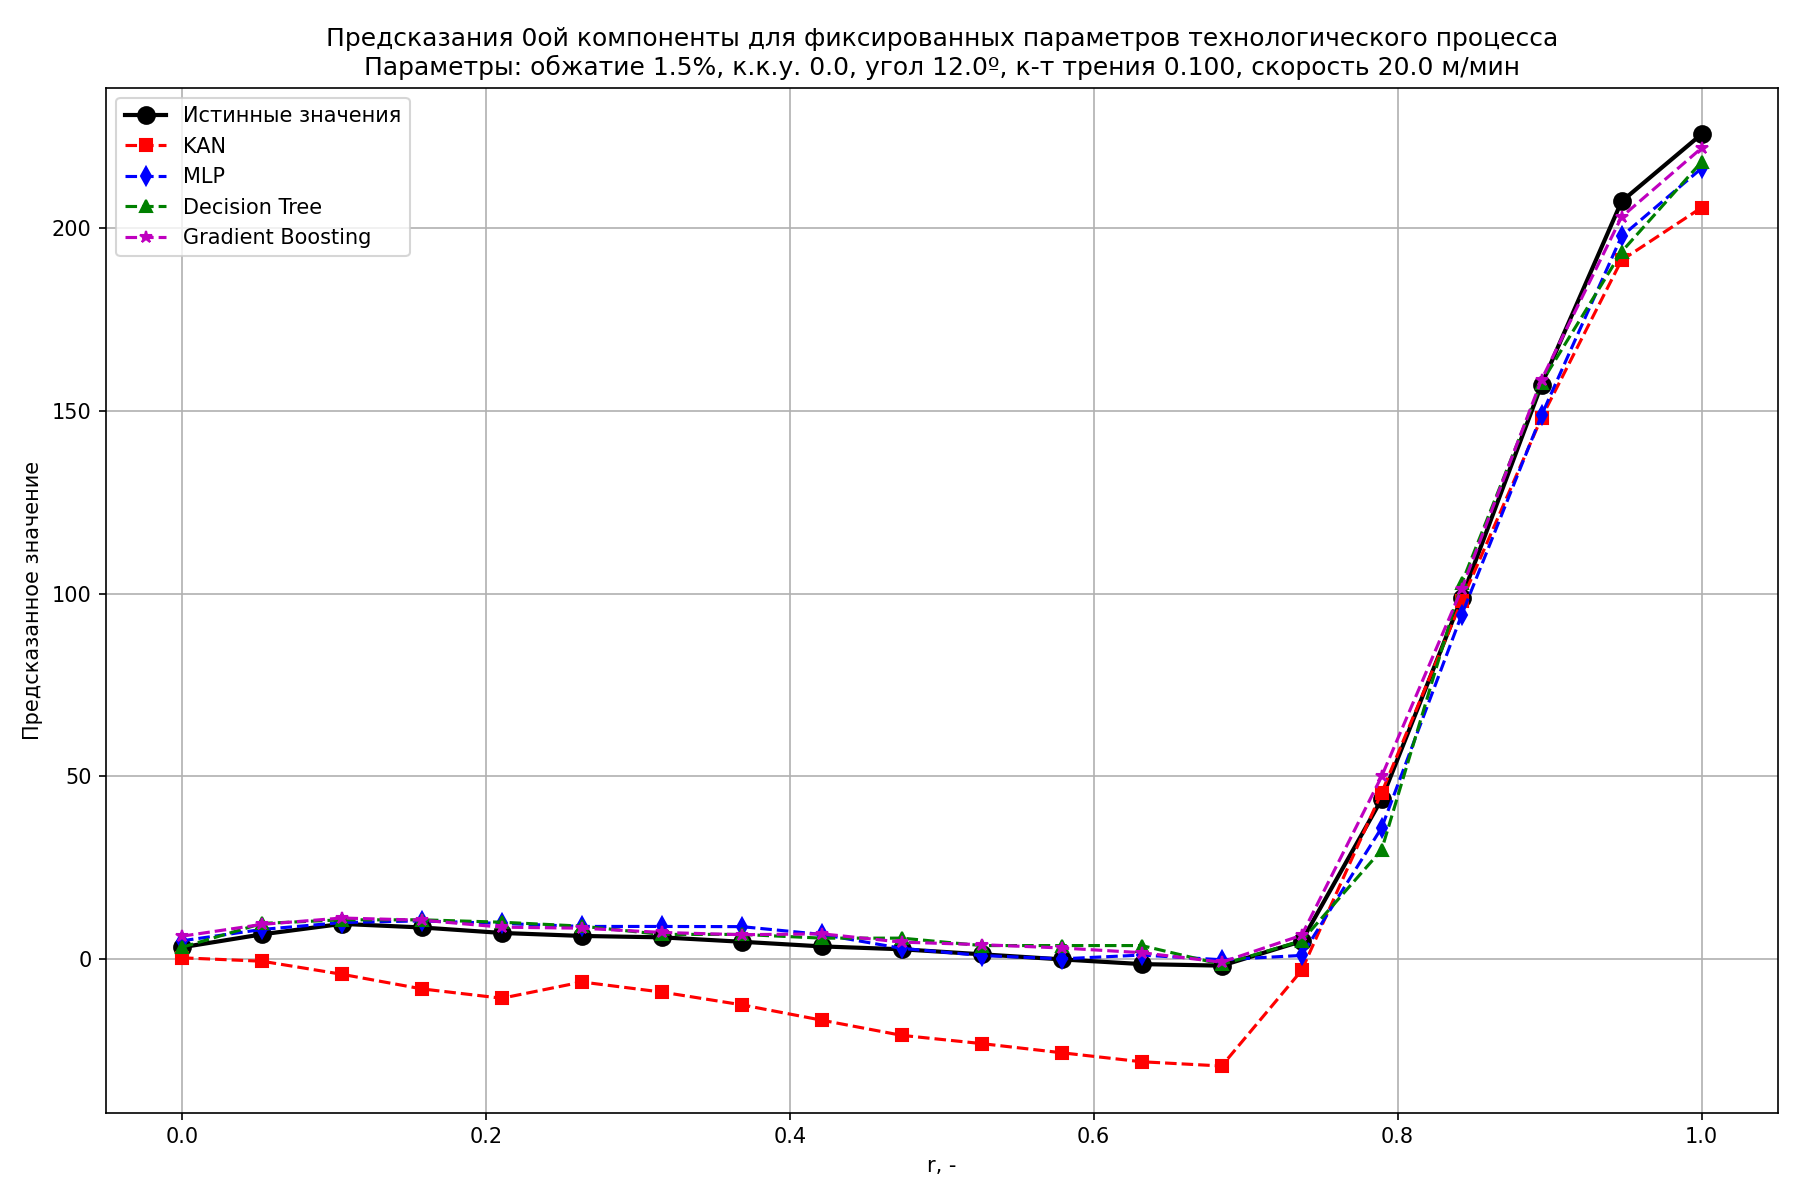 Предсказания 0ой компоненты для фиксированных параметров технологического процесса
Параметры: обжатие 1.5%, к.к.у. 0.0, угол 12.0º, к-т трения 0.100, скорость 20.0 м/мин
Истинные значения
KAN
MLP
Decision Tree
Gradient Boosting
Предсказанное значение
200
150
100
50
0
0.0
0.2
0.4
0.6
0.8
1.0
r, -